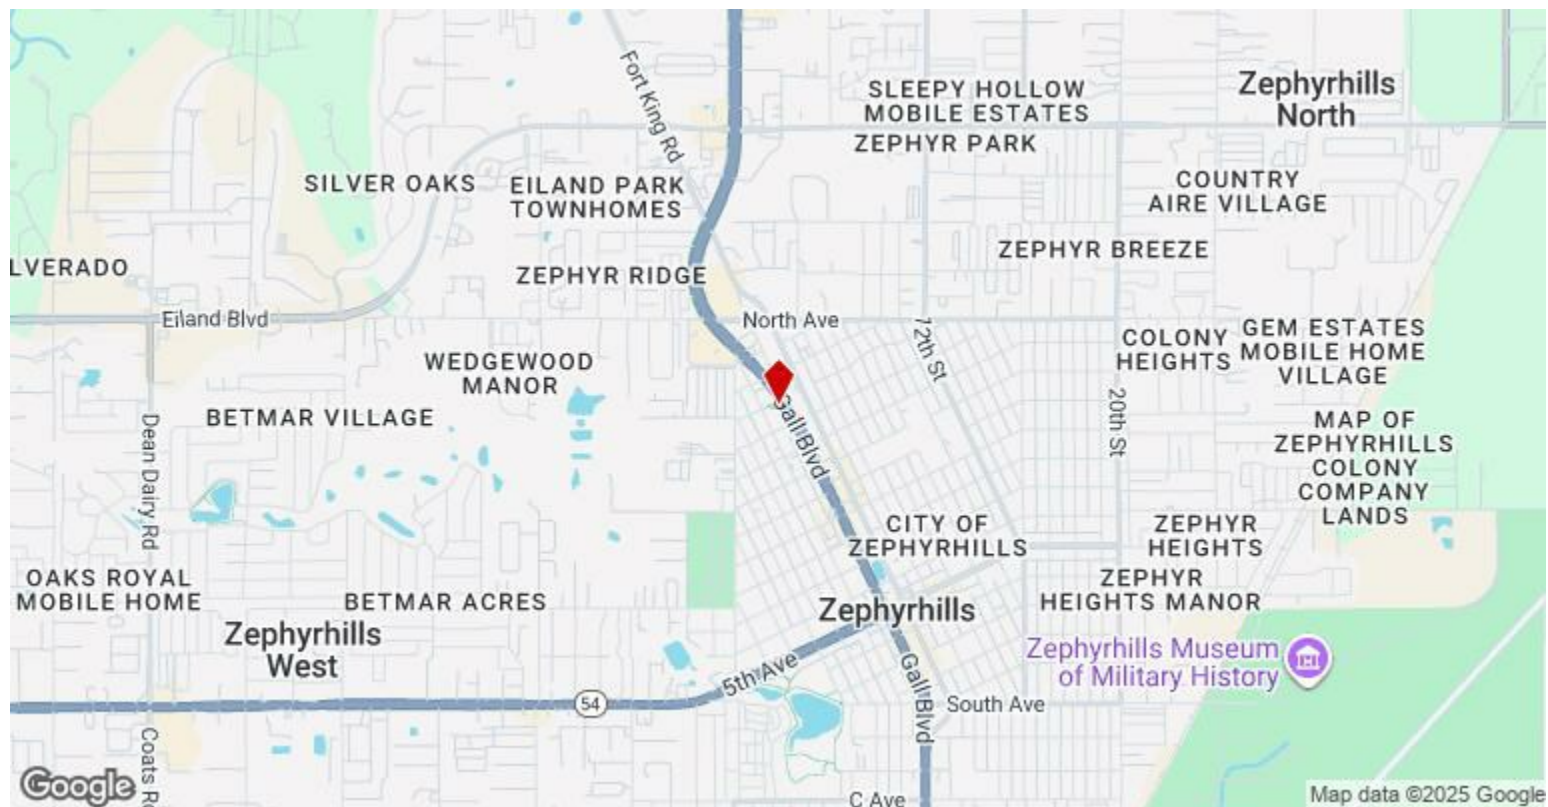 Fort King Rd
SLEEPY HOLLOW
MOBILE ESTATES
ZEPHYR PARK
Zephyrhills
North
SILVER OAKS
EILAND PARK
TOWNHOMES
COUNTRY
AIRE VILLAGE
LVERADO
ZEPHYR RIDGE
ZEPHYR BREEZE
Eiland Blvd
North Ave
12th St
COLONY
HEIGHTS
GEM ESTATES
MOBILE HOME
VILLAGE
WEDGEWOOD
MANOR
BETMAR VILLAGE
Dean Dairy Rd
Gall Blvd
20th St
MAP OF
ZEPHYRHILLS
COLONY
COMPANY
LANDS
CITY OF
ZEPHYRHILLS
ZEPHYR
HEIGHTS
OAKS ROYAL
MOBILE HOME
BETMAR ACRES
ZEPHYR
HEIGHTS MANOR
Zephyrhills
Zephyrhills
West
Zephyrhills Museum
of Military History
5th Ave
54
Gall Blvd
South Ave
Coats R
C Ave
Google
Map data ©2025 Google